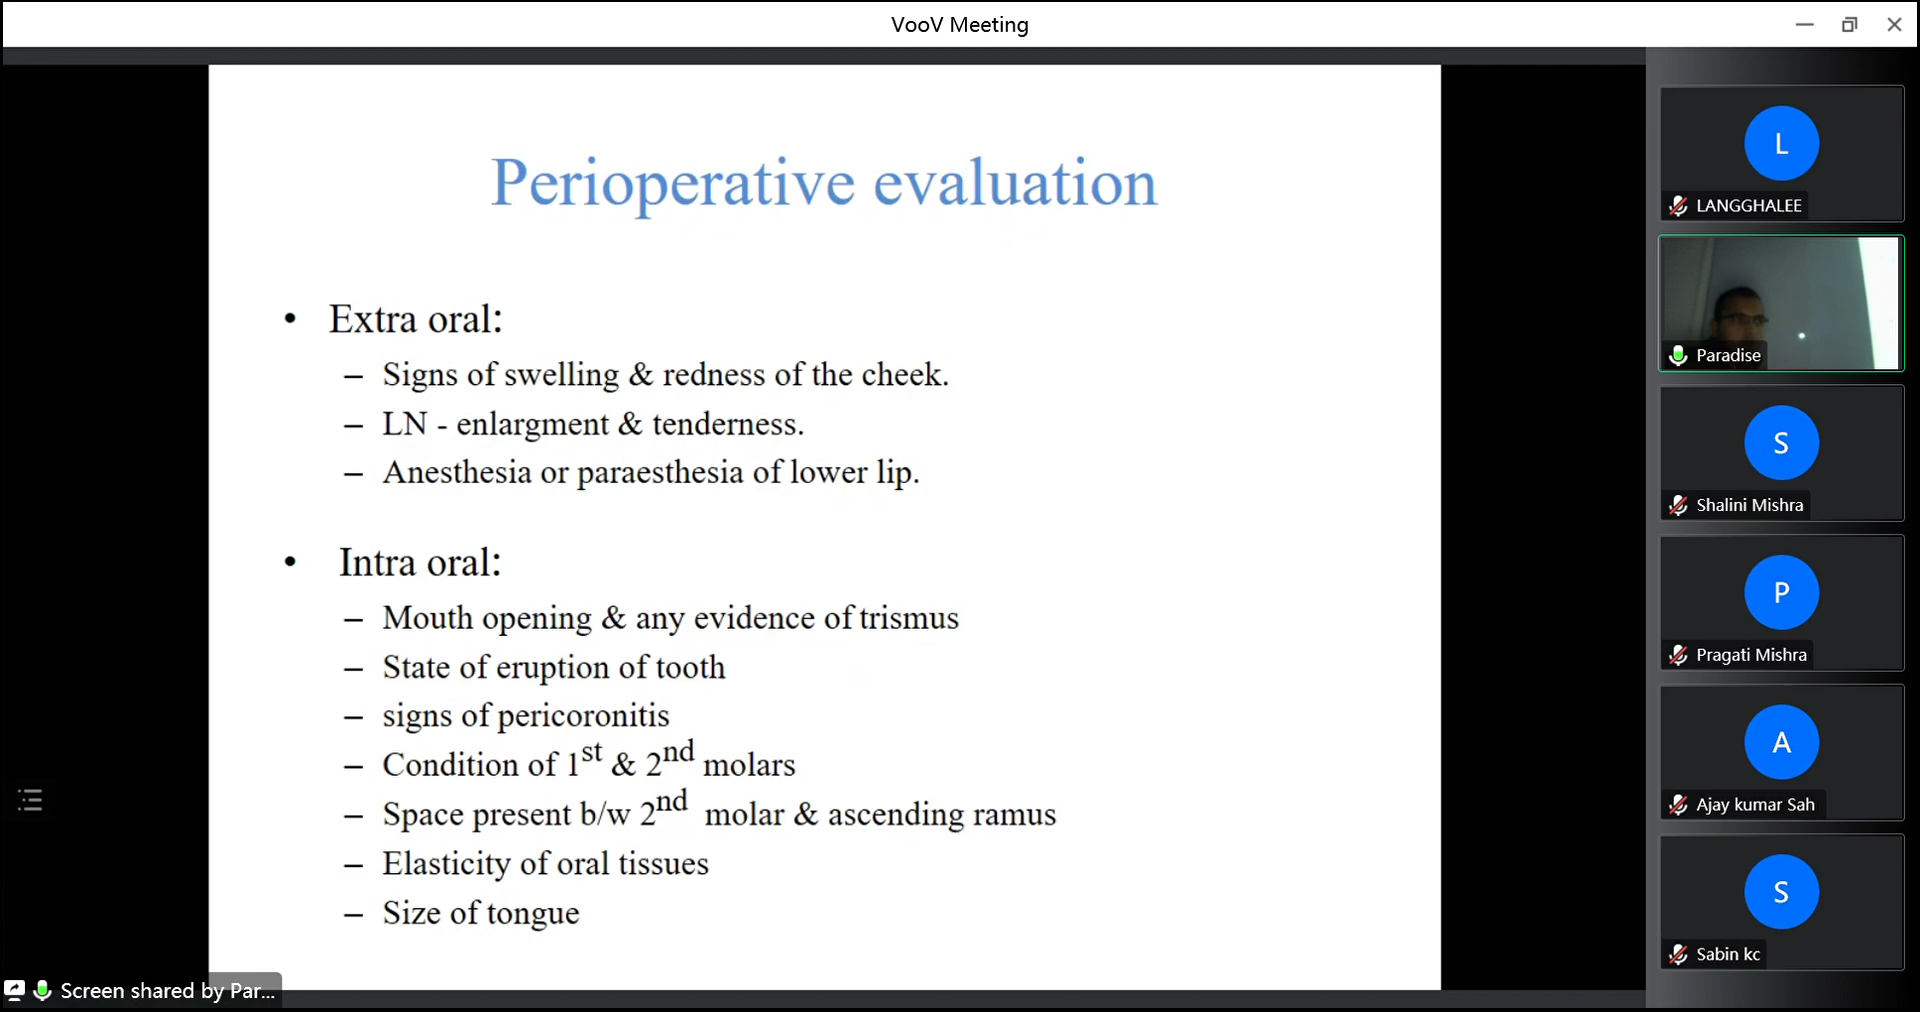 VooV Meeting
Perioperative evaluation
• Extra oral:
– Signs of swelling & redness of the cheek.
– LN - enlargment & tenderness.
– Anesthesia or paraesthesia of lower lip.
• Intra oral:
– Mouth opening & any evidence of trismus
– State of eruption of tooth
– signs of pericoronitis
– Condition of 1st & 2nd molars
– Space present b/w 2nd molar & ascending ramus
– Elasticity of oral tissues
– Size of tongue
Screen shared by Par...
L
LANGGHALEE
Paradise
S
Shalini Mishra
P
Pragati Mishra
A
Ajay kumar Sah
S
Sabin kc